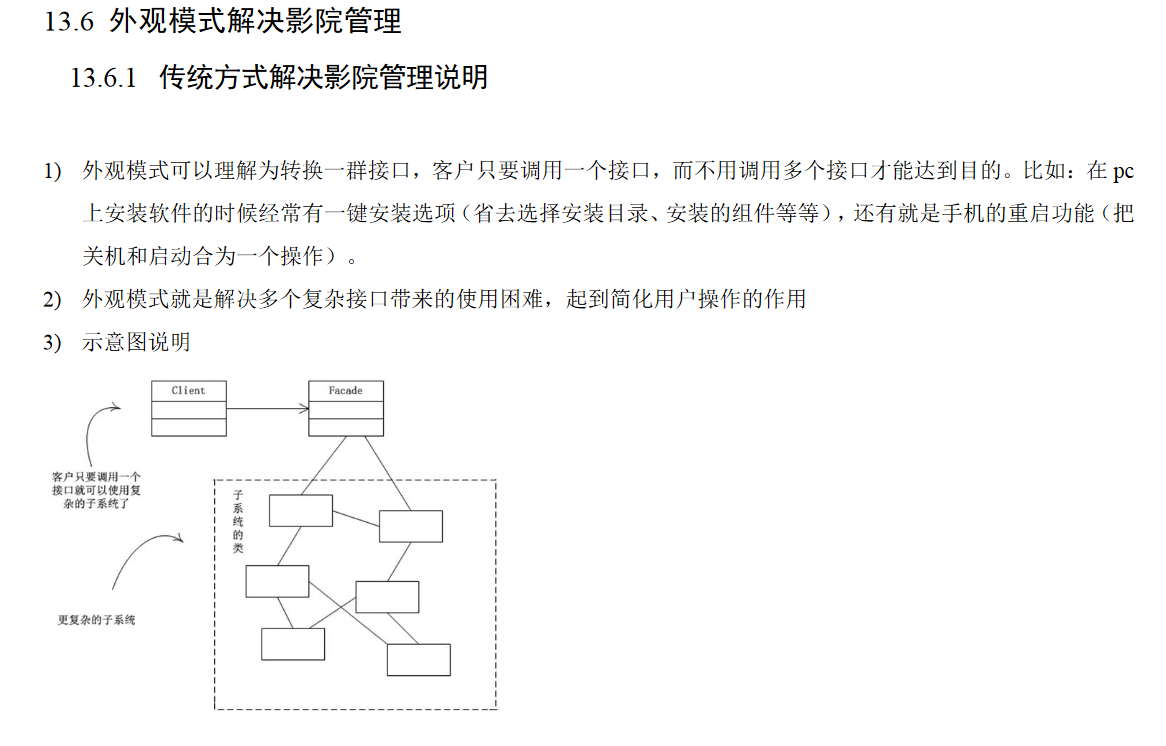 13.6 外观模式解决影院管理
13.6.1 传统方式解决影院管理说明
1) 外观模式可以理解为转换一群接口，客户只要调用一个接口，而不用调用多个接口才能达到目的。比如：在 pc
上安装软件的时候经常有一键安装选项（省去选择安装目录、安装的组件等等），还有就是手机的重启功能（把
关机和启动合为一个操作）。
2) 外观模式就是解决多个复杂接口带来的使用困难，起到简化用户操作的作用
3) 示意图说明
Client
Facade
客户只要调用一个
接口就可以使用复
杂的子系统了
子系统的类
更复杂的子系统